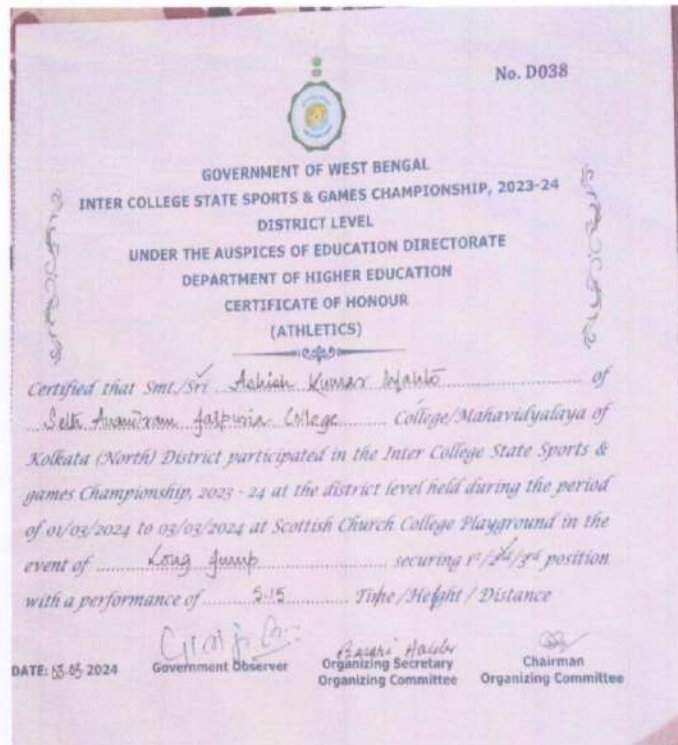 No. D038
GOVERNMENT OF WEST BENGAL
INTER COLLEGE STATE SPORTS & GAMES CHAMPIONSHIP, 2023-24
DISTRICT LEVEL
UNDER THE AUSPICES OF EDUCATION DIRECTORATE
DEPARTMENT OF HIGHER EDUCATION
CERTIFICATE OF HONOUR
(ATHLETICS)
Certified that Smt./Sri Ashish Kumar Mahto of
Seth Anandram Jaipuria College College/Mahavidyalaya of
Kolkata (North) District participated in the Inter College State Sports &
games Championship, 2023 - 24 at the district level held during the period
of 01/03/2024 to 03/03/2024 at Scottish Church College Playground in the
event of Long Jump securing 1st/2nd/3rd position
with a performance of 5.15 Time / Height / Distance
DATE: 03-03-2024
Government Observer
Organizing Secretary
Organizing Committee
Chairman
Organizing Committee